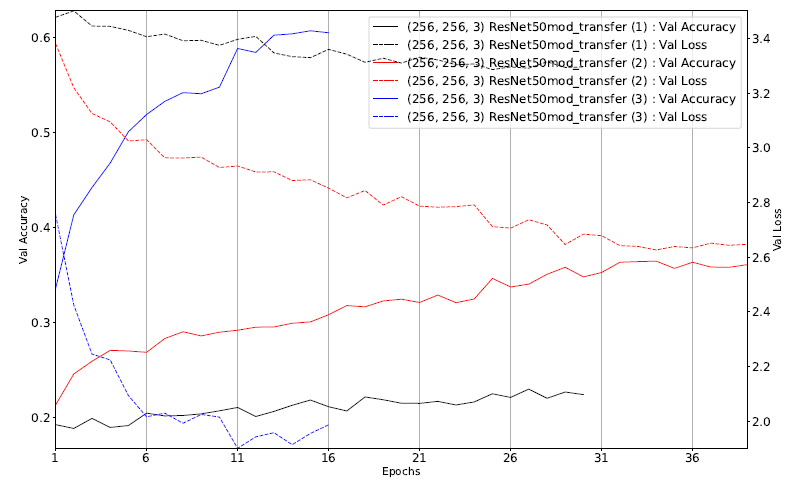 (256, 256, 3) ResNet50mod_transfer (1) : Val Accuracy
(256, 256, 3) ResNet50mod_transfer (1) : Val Loss
(256, 256, 3) ResNet50mod_transfer (2) : Val Accuracy
(256, 256, 3) ResNet50mod_transfer (2) : Val Loss
(256, 256, 3) ResNet50mod_transfer (3) : Val Accuracy
(256, 256, 3) ResNet50mod_transfer (3) : Val Loss
0.6
0.5
0.4
0.3
0.2
Val Accuracy
3.4
3.2
3.0
2.8
2.6
2.4
2.2
2.0
Val Loss
1 6 11 16 21 26 31 36
Epochs